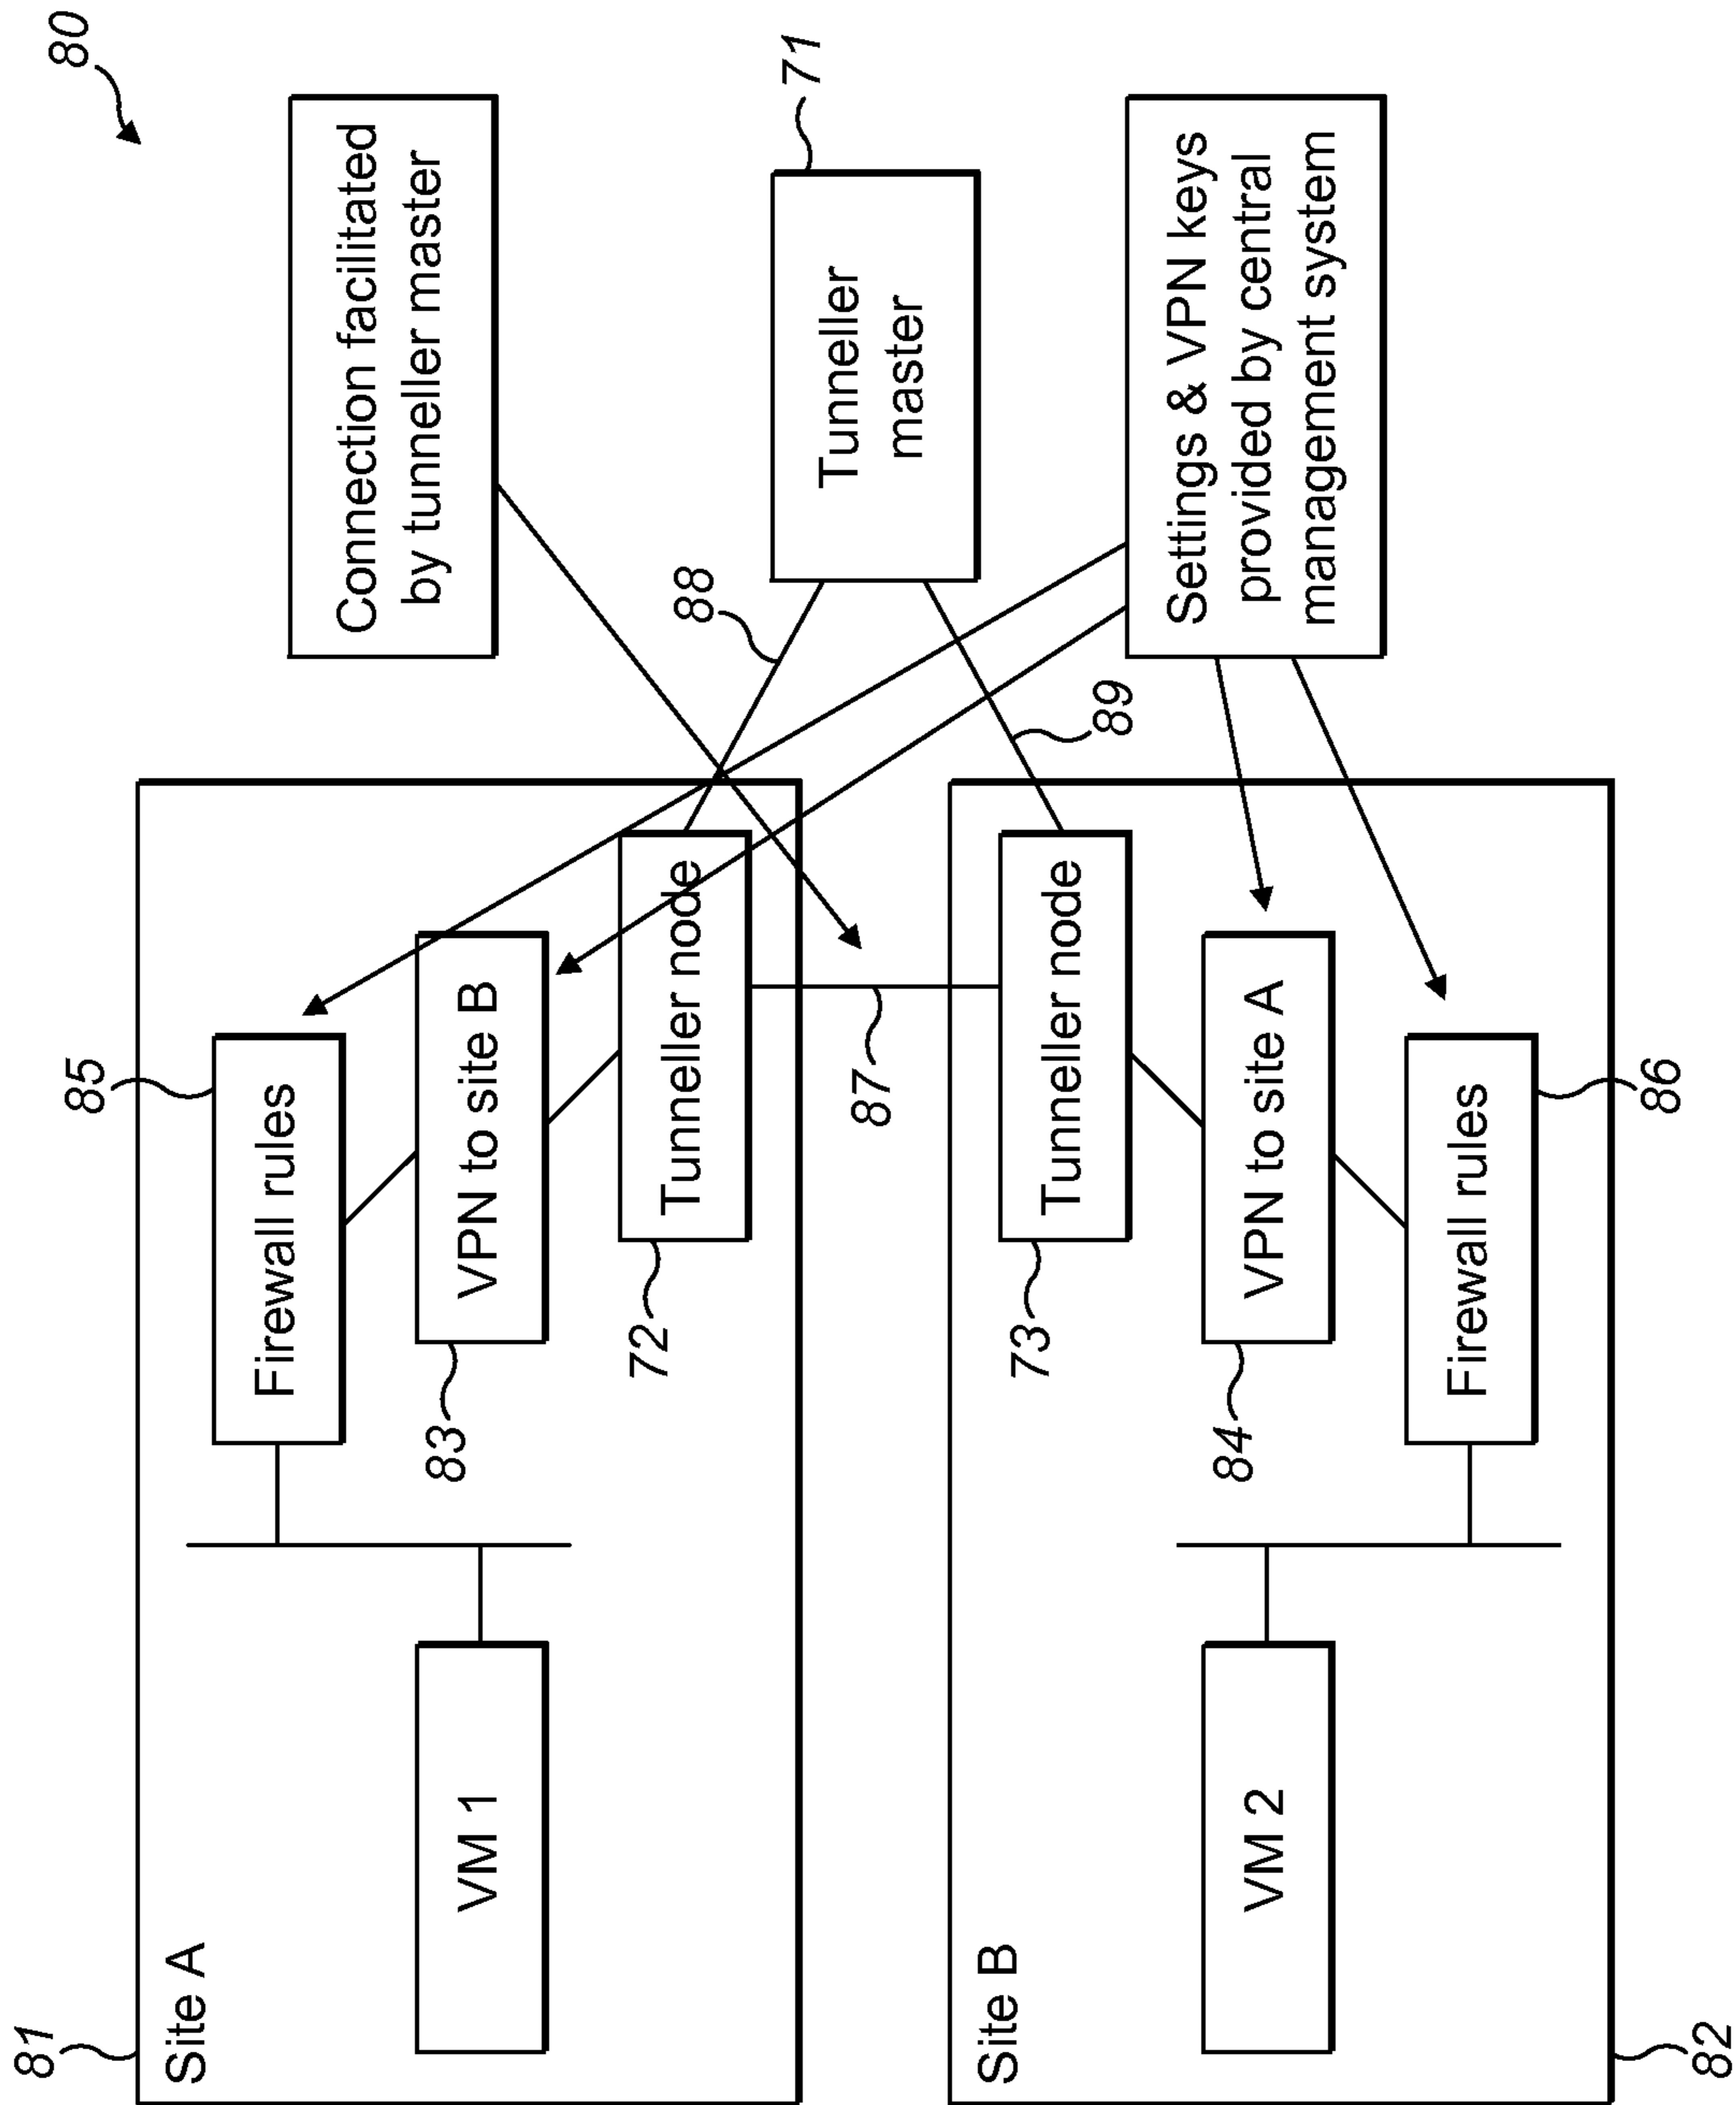 80
81
Site A
85
Firewall rules
Connection facilitated
by tunneller master
VM 1
83
VPN to site B
72
Tunneller node
88
71
Tunneller
master
87
89
Site B
73
Tunneller node
VM 2
84
VPN to site A
Settings & VPN keys
provided by central
management system
Firewall rules
86
82